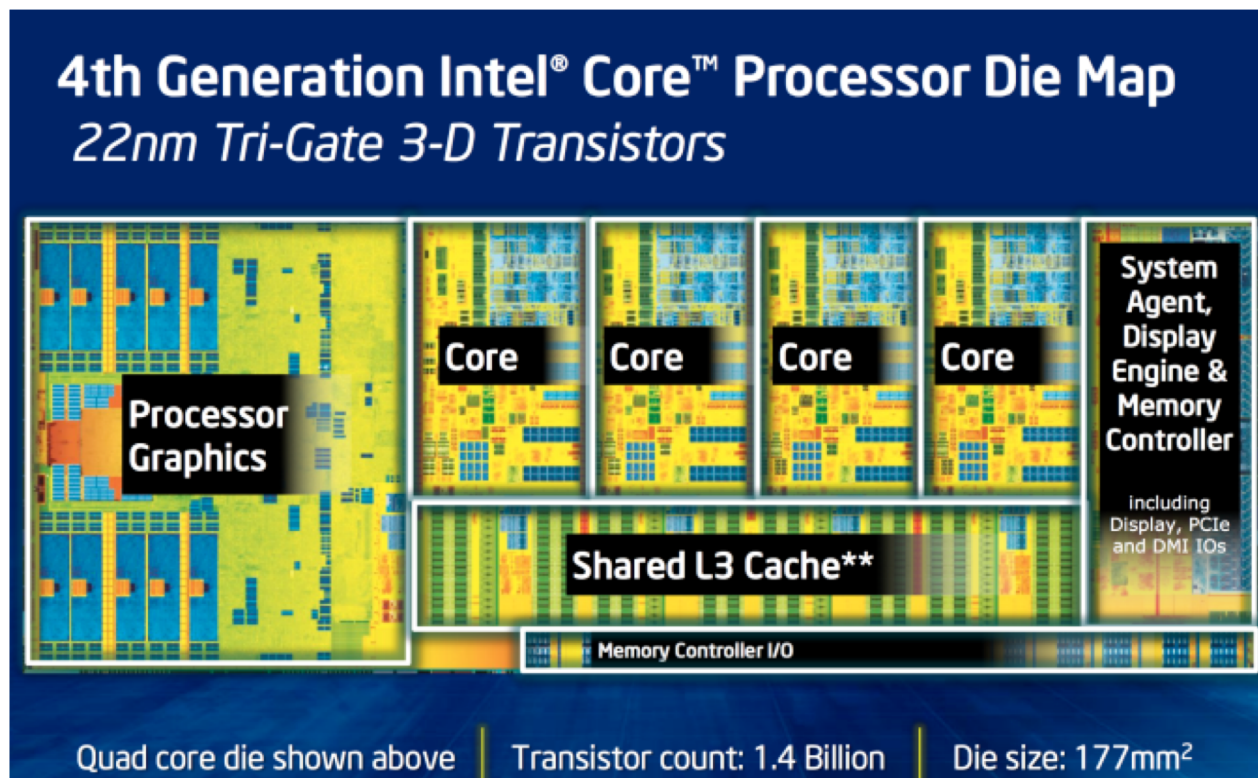 4th Generation Intel® Core™ Processor Die Map
22nm Tri-Gate 3-D Transistors
Processor
Graphics
Core
Core
Core
Core
System
Agent,
Display
Engine &
Memory
Controller
including
Display, PCIe
and DMI IOs
Shared L3 Cache**
Memory Controller I/O
Quad core die shown above
Transistor count: 1.4 Billion
Die size: 177mm²